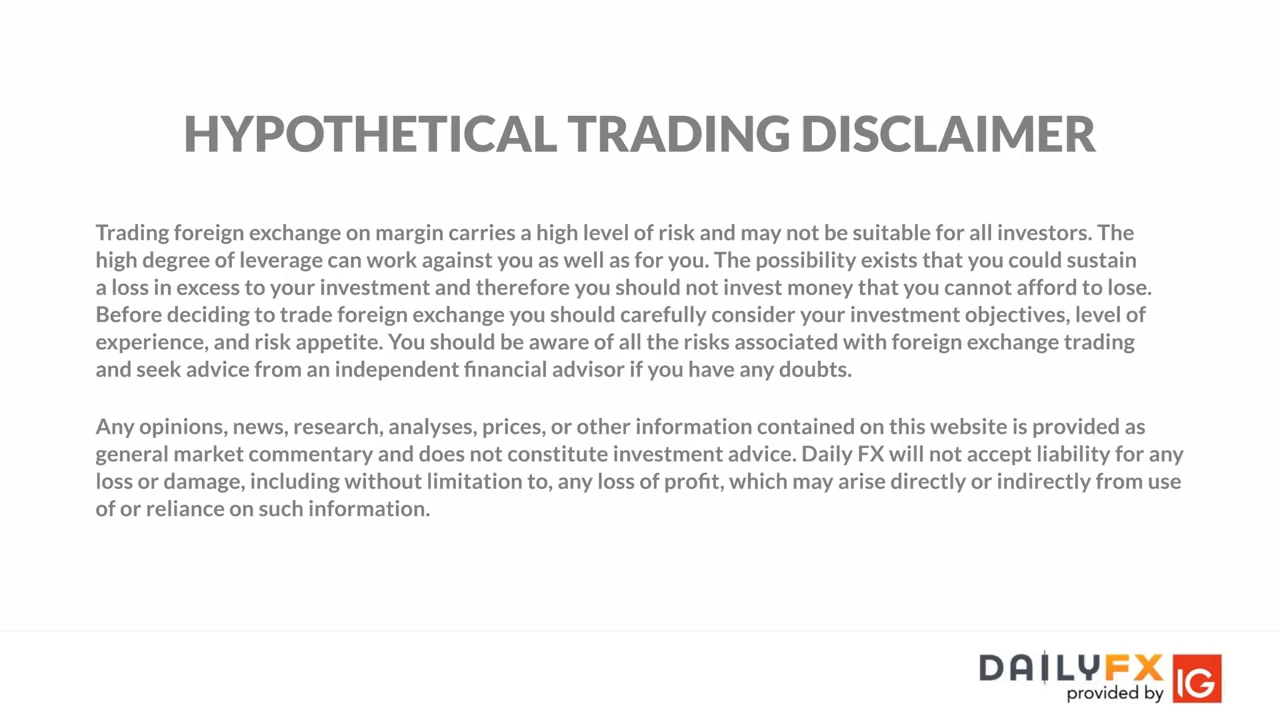 HYPOTHETICAL TRADING DISCLAIMER
Trading foreign exchange on margin carries a high level of risk and may not be suitable for all investors. The
high degree of leverage can work against you as well as for you. The possibility exists that you could sustain
a loss in excess to your investment and therefore you should not invest money that you cannot afford to lose.
Before deciding to trade foreign exchange you should carefully consider your investment objectives, level of
experience, and risk appetite. You should be aware of all the risks associated with foreign exchange trading
and seek advice from an independent financial advisor if you have any doubts.
Any opinions, news, research, analyses, prices, or other information contained on this website is provided as
general market commentary and does not constitute investment advice. Daily FX will not accept liability for any
loss or damage, including without limitation to, any loss of profit, which may arise directly or indirectly from use
of or reliance on such information.
DAILYFX
provided by IG